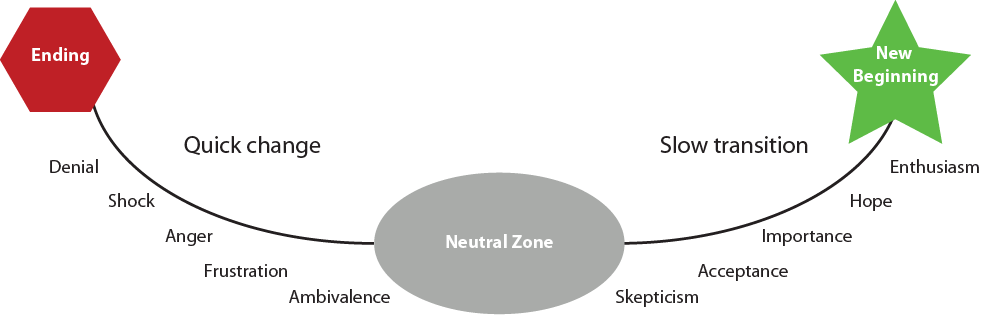 Ending
New
Beginning
Quick change
Slow transition
Denial
Enthusiasm
Shock
Hope
Anger
Importance
Neutral Zone
Frustration
Acceptance
Ambivalence
Skepticism